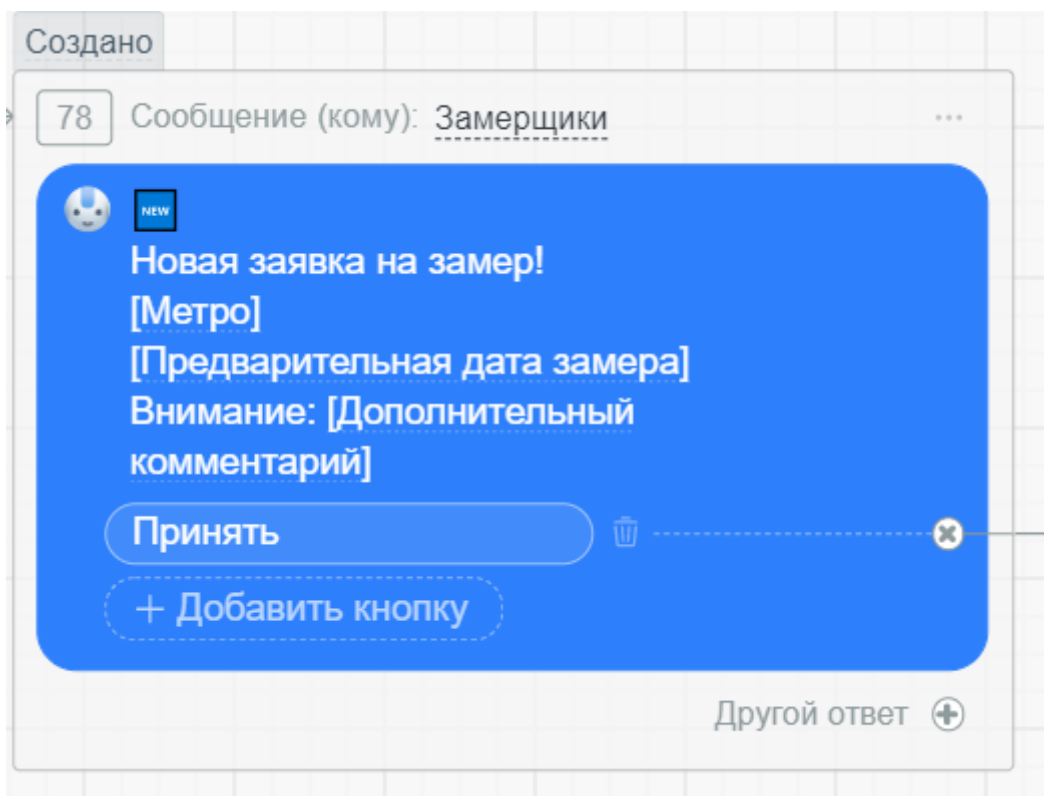 Создано
78 Сообщение (кому): Замерщики ...
NEW
Новая заявка на замер!
[Метро]
[Предварительная дата замера]
Внимание: [Дополнительный
комментарий]
Принять
+ Добавить кнопку
Другой ответ